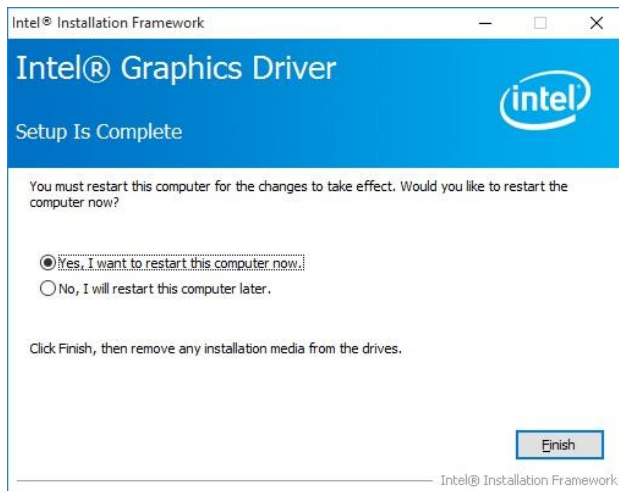 Intel® Installation Framework
Intel® Graphics Driver
intel
Setup Is Complete
You must restart this computer for the changes to take effect. Would you like to restart the
computer now?
Yes, I want to restart this computer now.
No, I will restart this computer later.
Click Finish, then remove any installation media from the drives.
Finish
Intel® Installation Framework